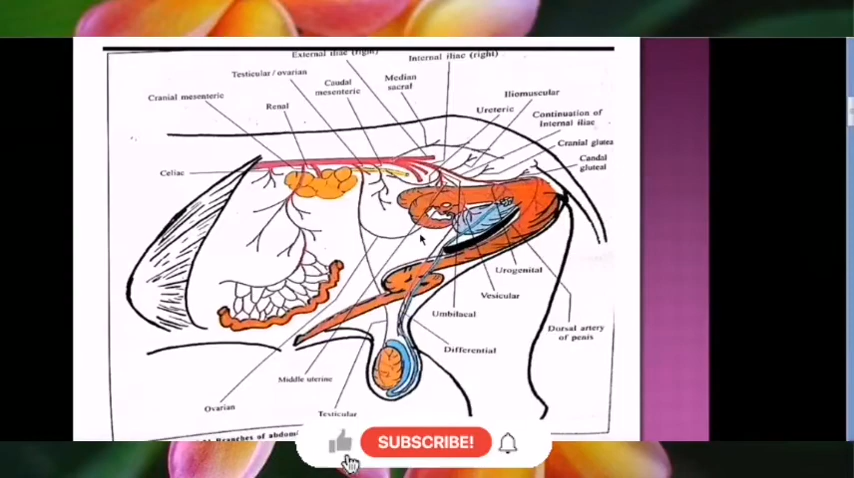 External iliac (right)
Internal iliac (right)
Testicular / ovarian
Caudal
mesenteric
Median
sacral
Cranial mesenteric
Renal
Iliomuscular
Ureteric
Continuation of
Internal iliac
Cranial glutea
Caudal
gluteal
Celiac
Urogenital
Vesicular
Umbilacal
Dorsal artery
of penis
Differential
Middle uterine
Ovarian
Testicular
Branches of abdomi
SUBSCRIBE!